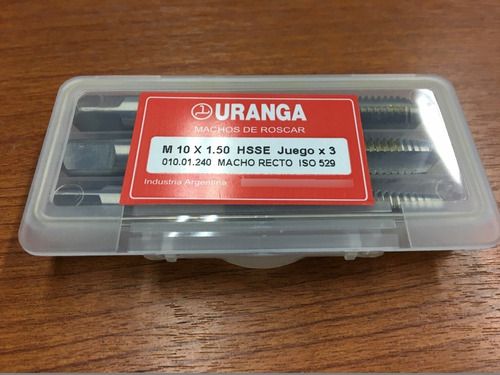 URANGA
MACHOS DE ROSCAR
M 10 X 1.50 HSSE Juego x 3
010.01.240 MACHO RECTO ISO 529
Industria Argentina